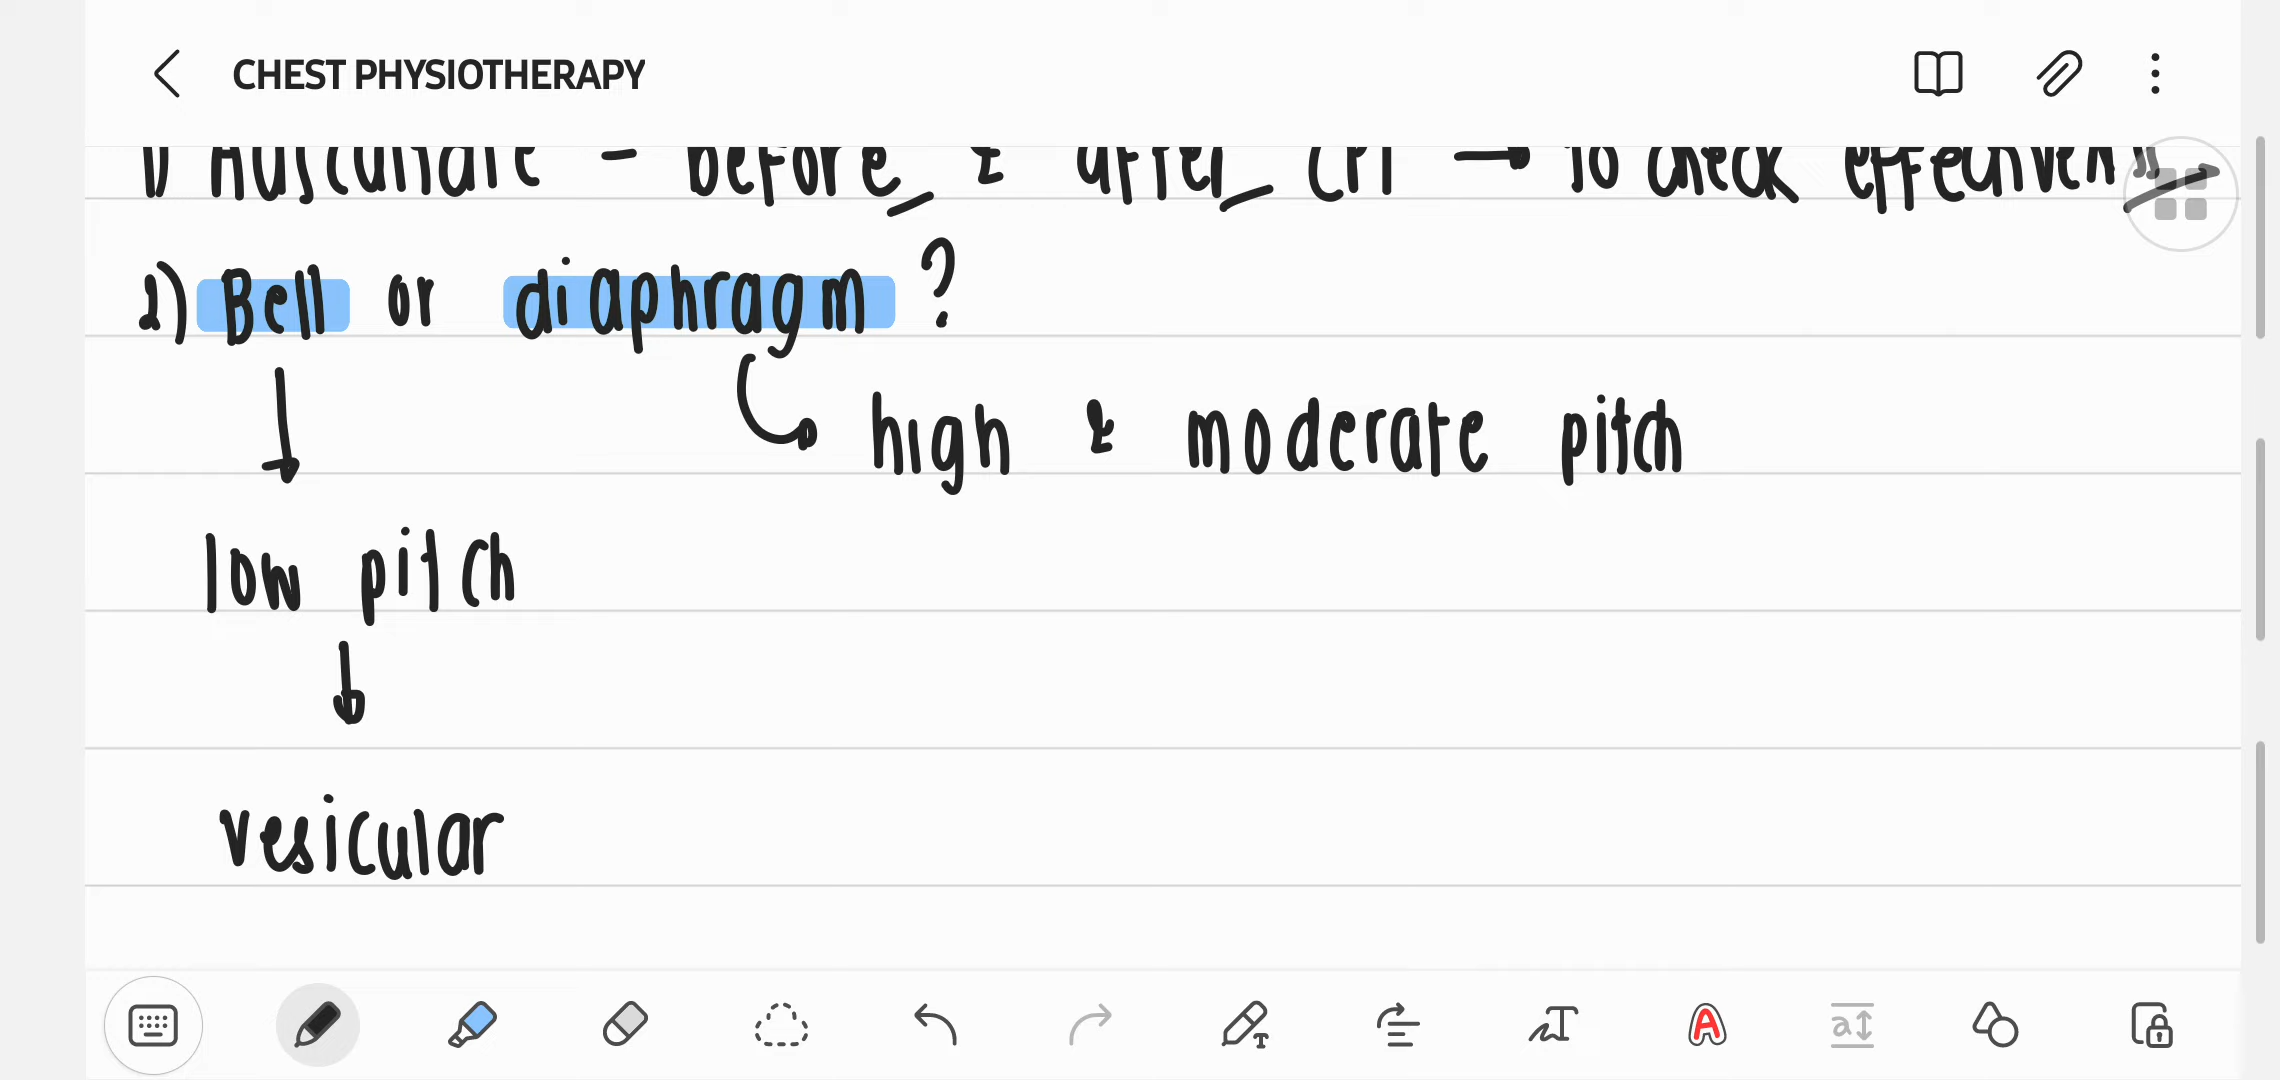 CHEST PHYSIOTHERAPY
1) Auscultate - before & after CPT → to check effectiven
2) Bell or diaphragm ?
high & moderate pitch
low pitch
vesicular